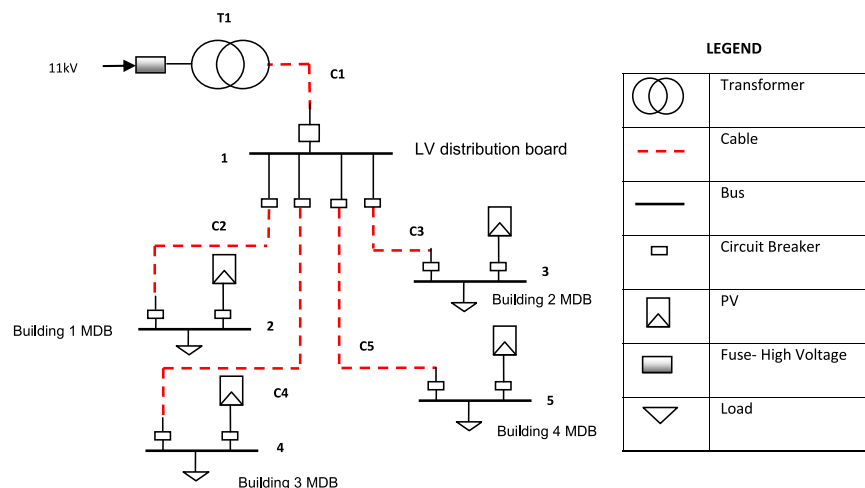 T1
11kV
C1
1
LV distribution board
C2
C3
3
Building 2 MDB
2
Building 1 MDB
C5
C4
5
Building 4 MDB
4
Building 3 MDB
LEGEND
Transformer
Cable
Bus
Circuit Breaker
PV
Fuse- High Voltage
Load